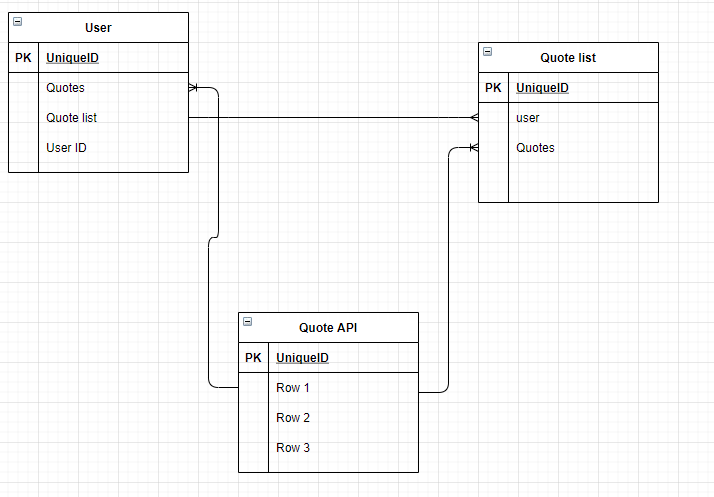 User
PK UniqueID
Quotes
Quote list
User ID
Quote list
PK UniqueID
user
Quotes
Quote API
PK UniqueID
Row 1
Row 2
Row 3